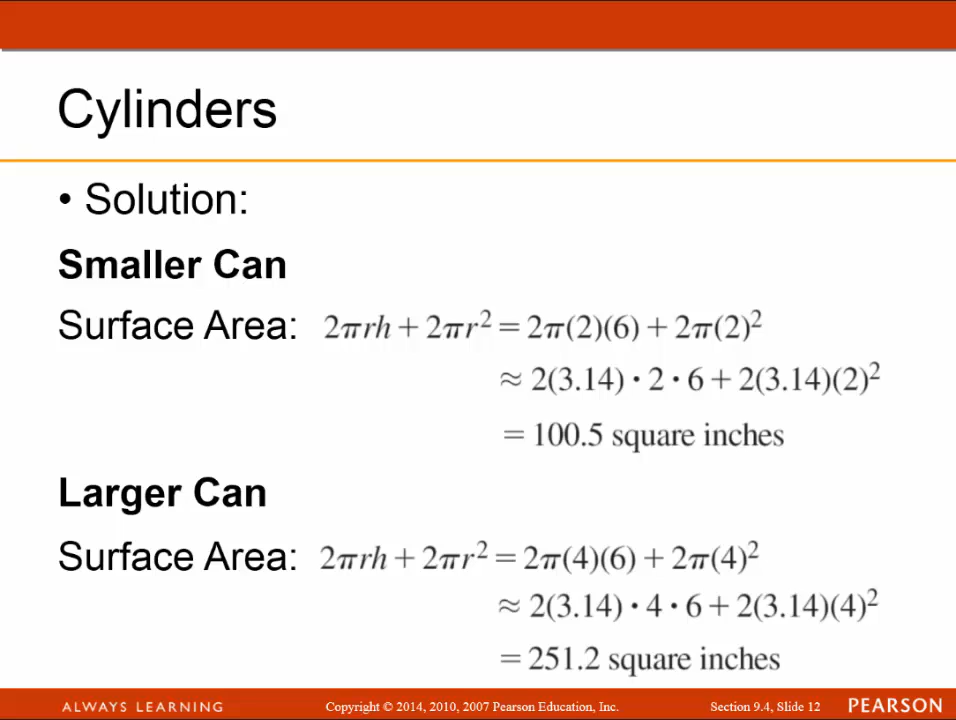 Cylinders
• Solution:
Smaller Can
Surface Area: 2πrh + 2πr² = 2π(2)(6) + 2π(2)²
≈ 2(3.14) · 2 · 6 + 2(3.14)(2)²
= 100.5 square inches
Larger Can
Surface Area: 2πrh + 2πr² = 2π(4)(6) + 2π(4)²
≈ 2(3.14) · 4 · 6 + 2(3.14)(4)²
= 251.2 square inches
ALWAYS LEARNING Copyright © 2014, 2010, 2007 Pearson Education, Inc. Section 9.4, Slide 12 PEARSON